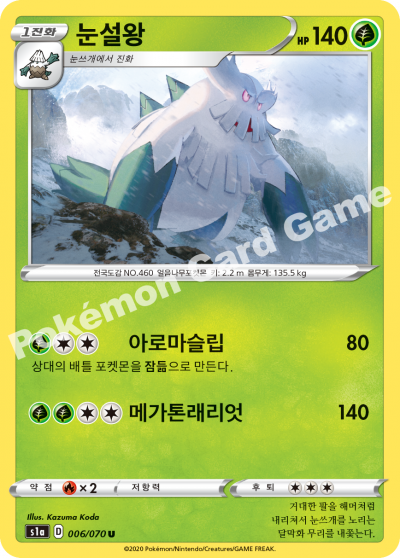 1진화
눈설왕
HP 140
눈쓰개에서 진화
전국도감 NO.460 얼음나무포켓몬 키: 2.2 m 몸무게: 135.5 kg
Pokémon Card Game
아로마슬립 80
상대의 배틀 포켓몬을 잠듦으로 만든다.
메가톤래리엇 140
약점 ×2 저항력 후퇴
Illus. Kazuma Koda
거대한 팔을 해머처럼
내리쳐서 눈쓰개를 노리는
달막화 무리를 내쫓는다.
s1a D 006/070 U
©2020 Pokémon/Nintendo/Creatures/GAME FREAK.